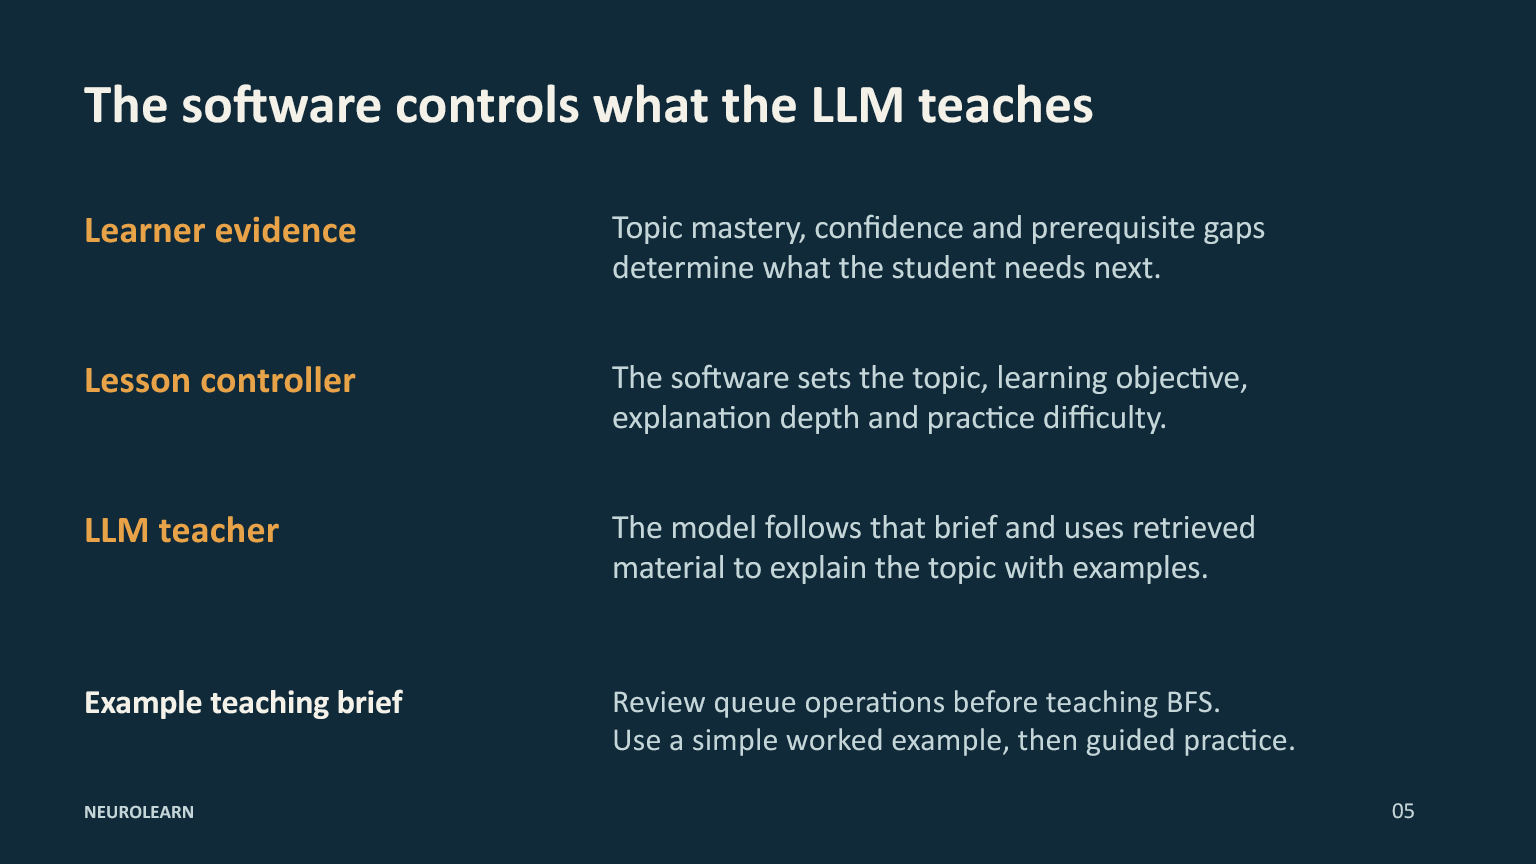 The software controls what the LLM teaches
Learner evidence
Topic mastery, confidence and prerequisite gaps
determine what the student needs next.
Lesson controller
The software sets the topic, learning objective,
explanation depth and practice difficulty.
LLM teacher
The model follows that brief and uses retrieved
material to explain the topic with examples.
Example teaching brief
Review queue operations before teaching BFS.
Use a simple worked example, then guided practice.
NEUROLEARN
05